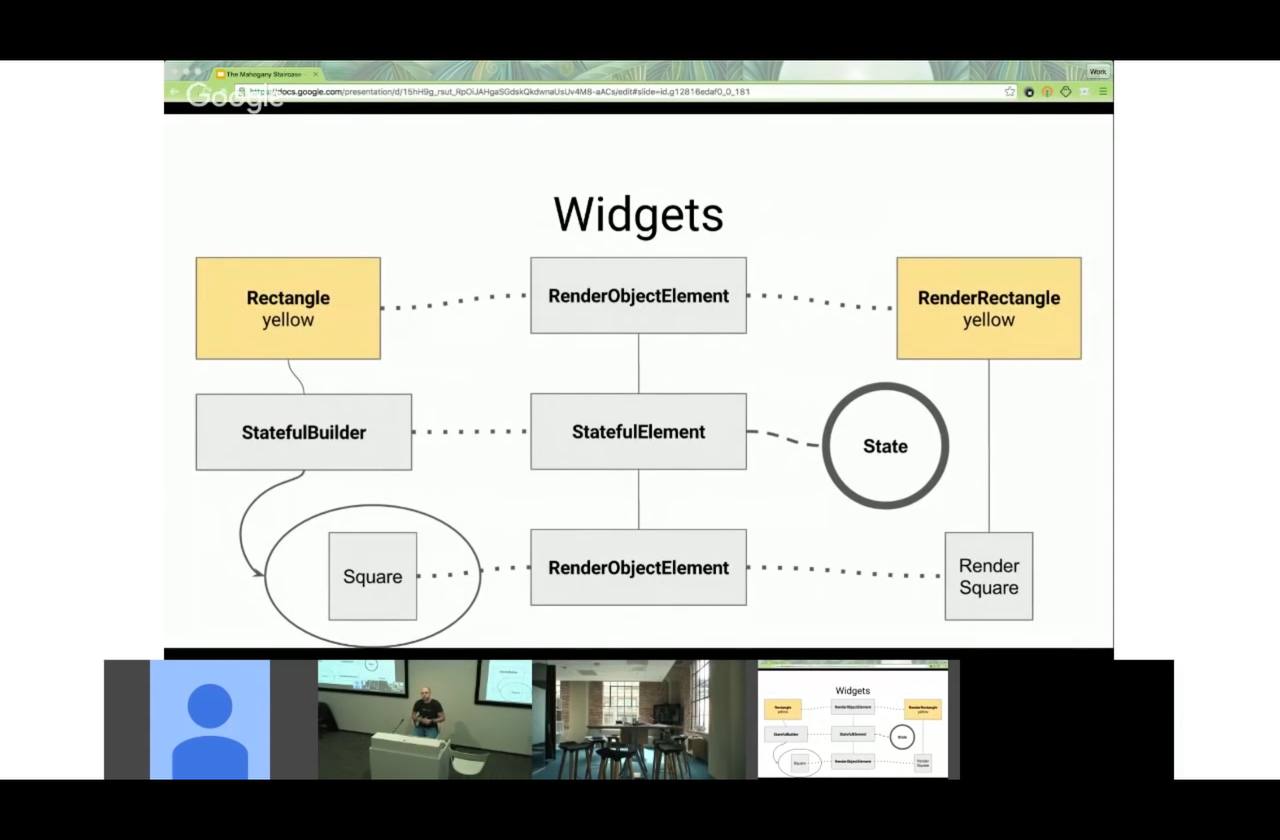 The Mahogany Staircase
Work
Google
https://docs.google.com/presentation/d/15hH9g_rsut_RpOiJAHgaSGdskQkdwnaUsUv4M8-aACs/edit#slide=id.g12816edaf0_0_181
Widgets
Rectangle
yellow
RenderObjectElement
RenderRectangle
yellow
StatefulBuilder
StatefulElement
State
Square
RenderObjectElement
Render
Square
Widgets
Rectangle
yellow
RenderObjectElement
RenderRectangle
yellow
StatefulBuilder
StatefulElement
State
Square
RenderObjectElement
Render
Square